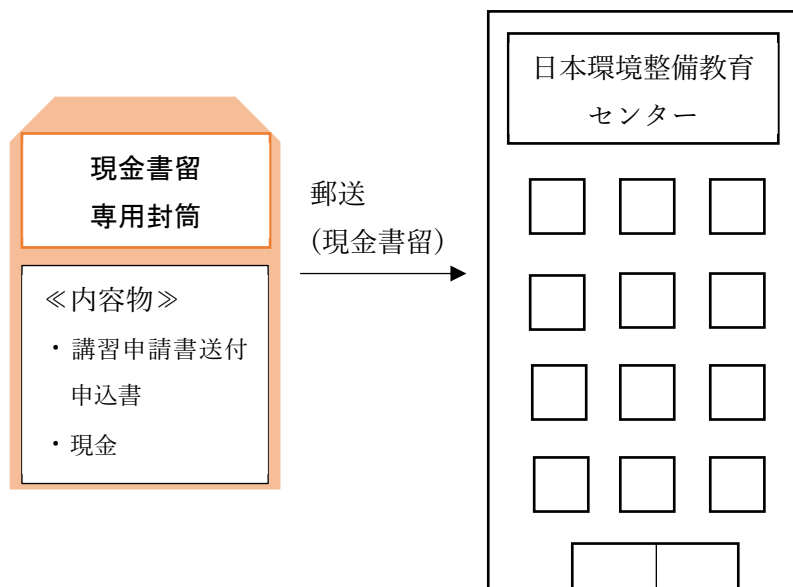 日本環境整備教育
センター
現金書留
専用封筒
郵送
(現金書留)
≪内容物≫
・講習申請書送付
申込書
・現金